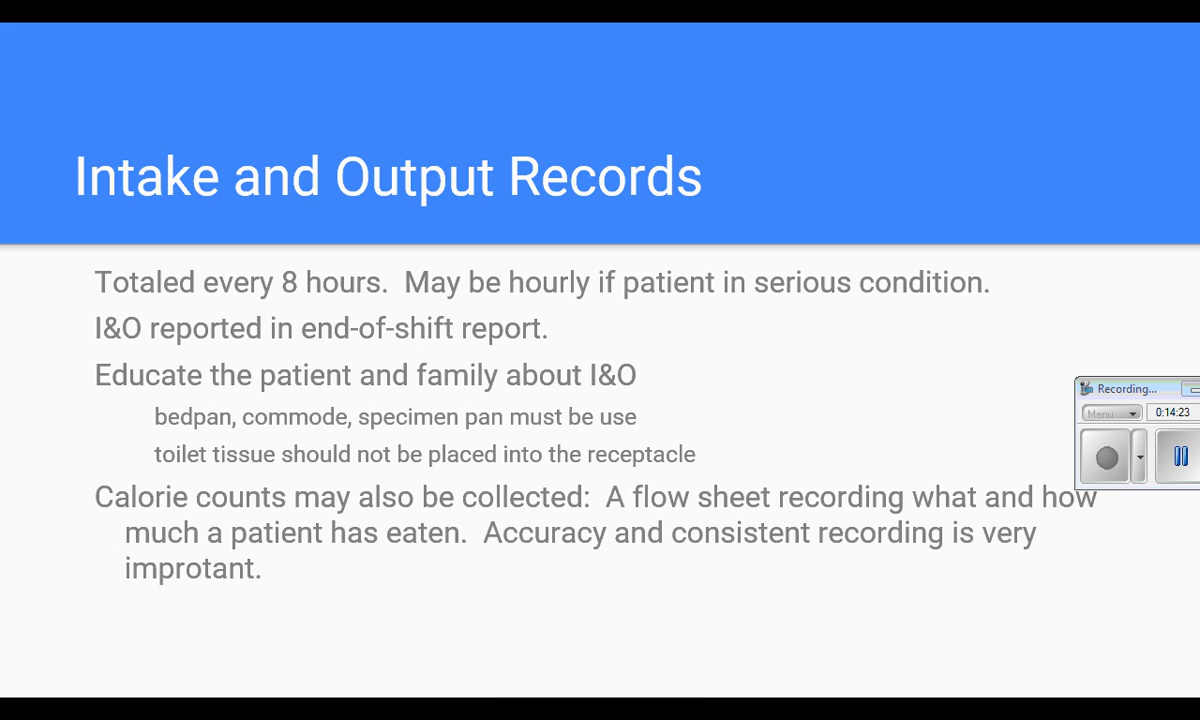 Intake and Output Records
Totaled every 8 hours.  May be hourly if patient in serious condition.
I&O reported in end-of-shift report.
Educate the patient and family about I&O
bedpan, commode, specimen pan must be use
toilet tissue should not be placed into the receptacle
Calorie counts may also be collected:  A flow sheet recording what and how
much a patient has eaten.  Accuracy and consistent recording is very
improtant.
Recording...
Menu
0:14:23